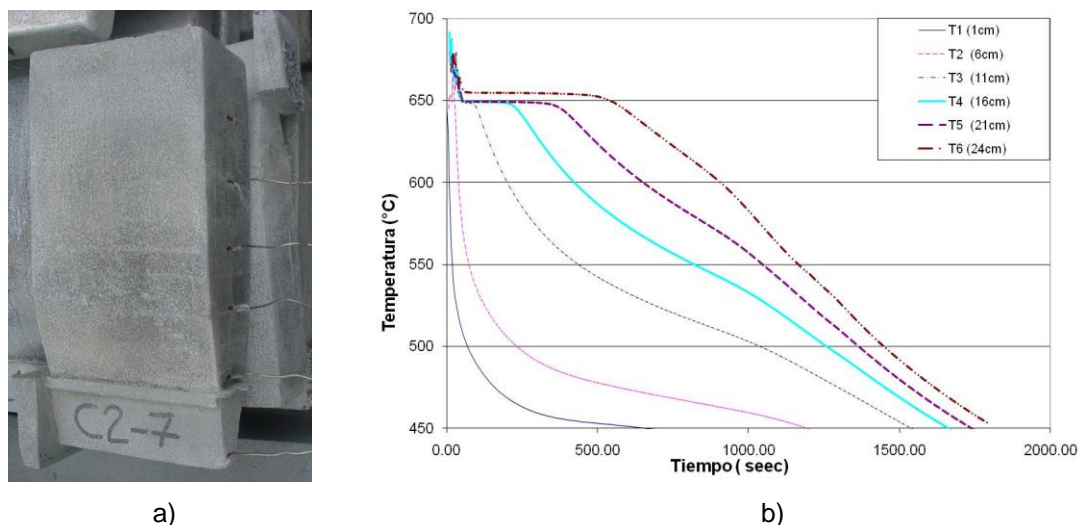 C2-7
a)
700
650
600
550
500
450
Temperatura (°C)
0.00
500.00
1000.00
1500.00
2000.00
Tiempo ( seec)
T1 (1cm)
T2 (6cm)
T3 (11cm)
T4 (16cm)
T5 (21cm)
T6 (24cm)
b)